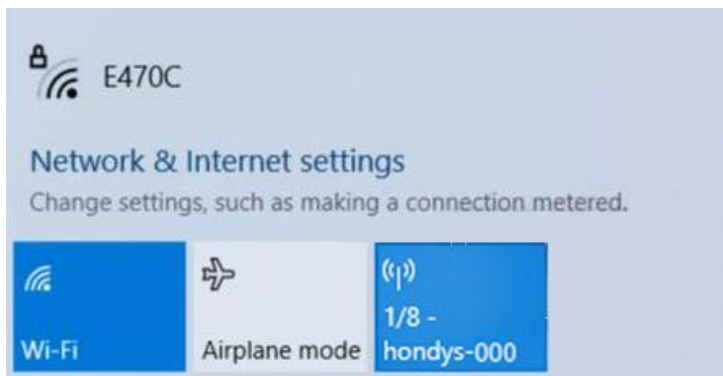 E470C
Network & Internet settings
Change settings, such as making a connection metered.
Wi-Fi
Airplane mode
1/8 -
hondys-000